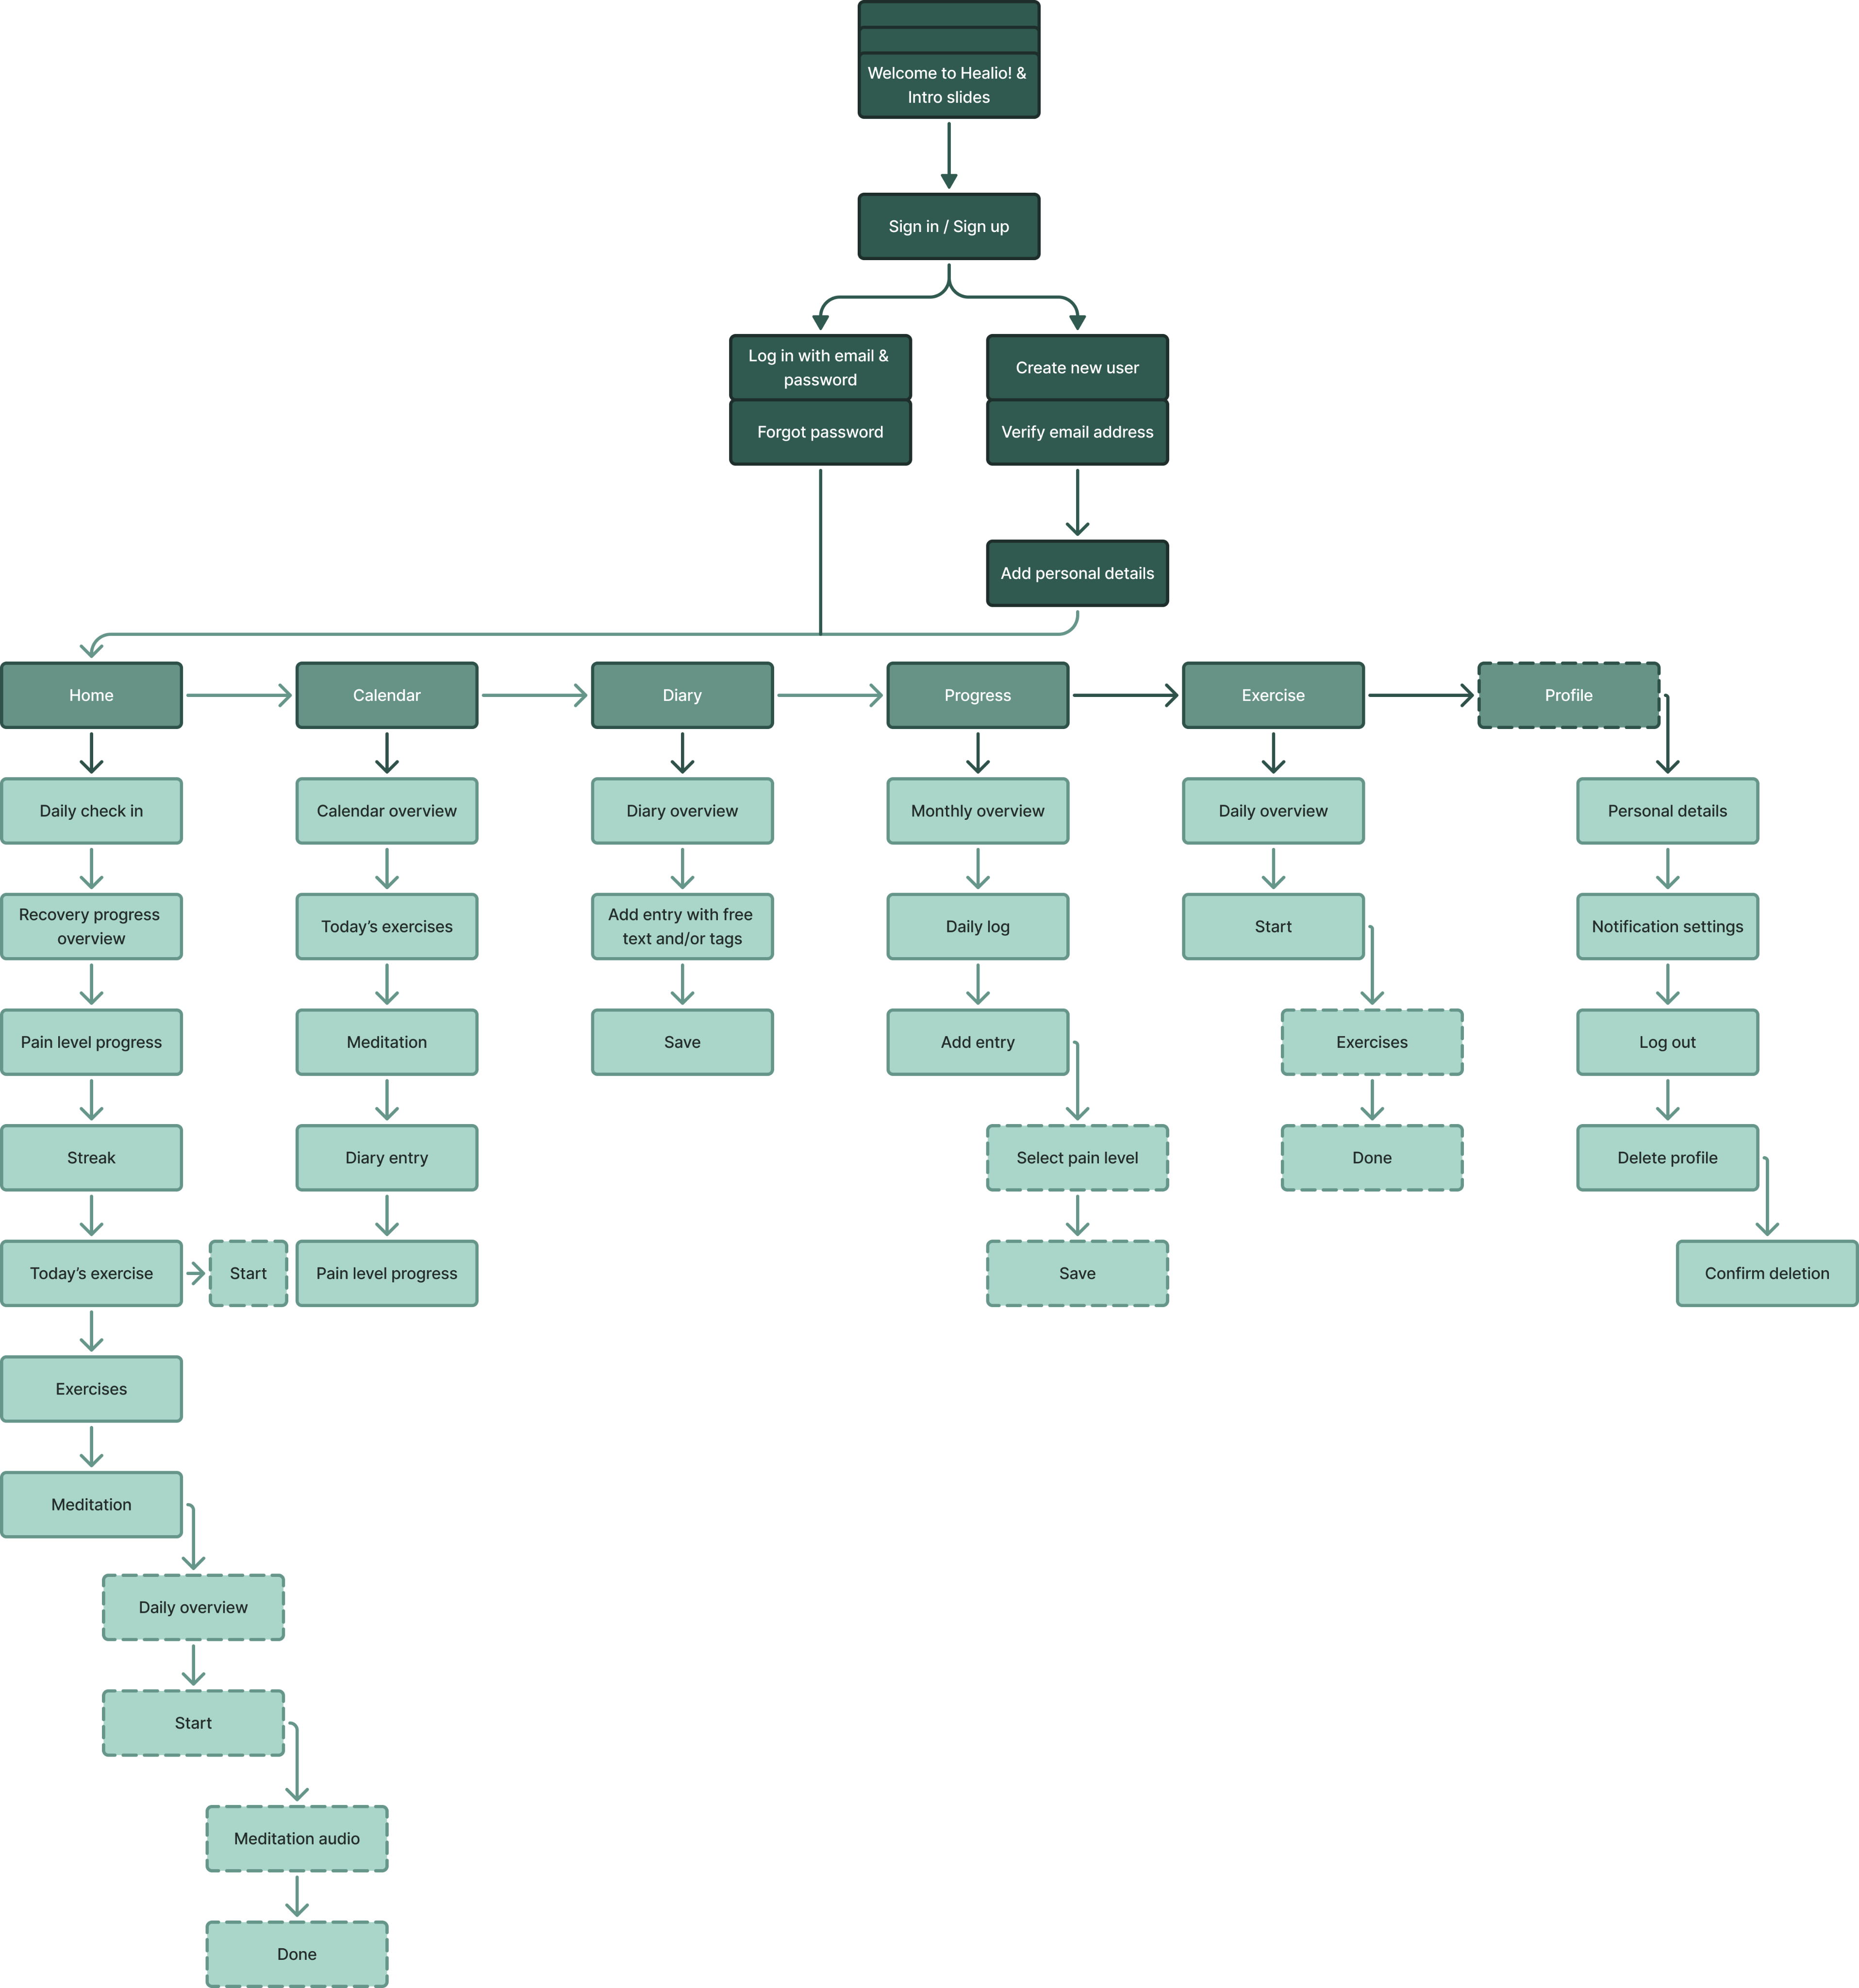 Welcome to Healio! &
Intro slides
Sign in / Sign up
Log in with email &
password
Forgot password
Create new user
Verify email address
Add personal details
Home
Calendar
Diary
Progress
Exercise
Profile
Daily check in
Recovery progress
overview
Pain level progress
Streak
Today’s exercise
Start
Exercises
Meditation
Daily overview
Start
Meditation audio
Done
Calendar overview
Today’s exercises
Meditation
Diary entry
Pain level progress
Diary overview
Add entry with free
text and/or tags
Save
Monthly overview
Daily log
Add entry
Select pain level
Save
Daily overview
Start
Exercises
Done
Personal details
Notification settings
Log out
Delete profile
Confirm deletion